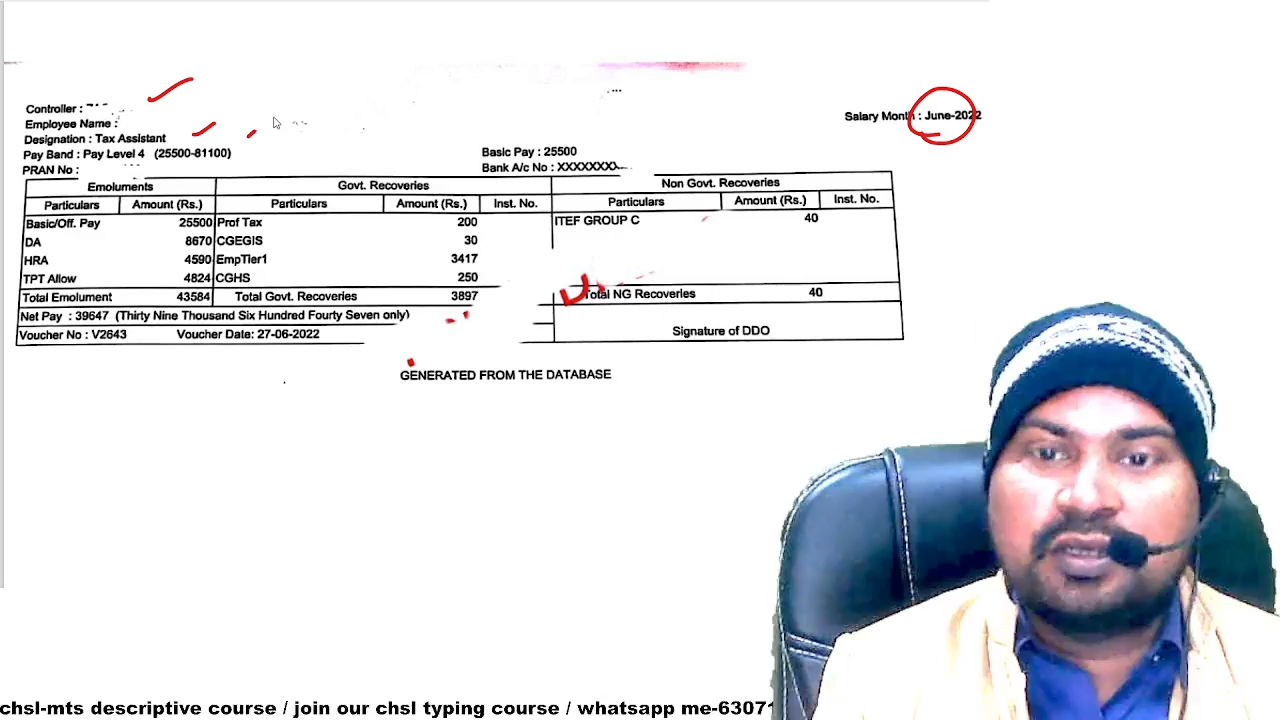 Controller :
Employee Name :
Designation : Tax Assistant
Pay Band : Pay Level 4 (25500-81100)
PRAN No :
Salary Month : June-2022
Basic Pay : 25500
Bank A/c No : XXXXXXXX
Emoluments Govt. Recoveries Non Govt. Recoveries
Particulars Amount (Rs.) Particulars Amount (Rs.) Inst. No. Particulars Amount (Rs.) Inst. No.
Basic/Off. Pay 25500 Prof Tax 200 ITEF GROUP C 40
DA 8670 CGEGIS 30
HRA 4590 EmpTier1 3417
TPT Allow 4824 CGHS 250
Total Emolument 43584 Total Govt. Recoveries 3897 Total NG Recoveries 40
Net Pay : 39647 (Thirty Nine Thousand Six Hundred Fourty Seven only)
Voucher No : V2643 Voucher Date: 27-06-2022 Signature of DDO
GENERATED FROM THE DATABASE
chsl-mts descriptive course / join our chsl typing course / whatsapp me-6307